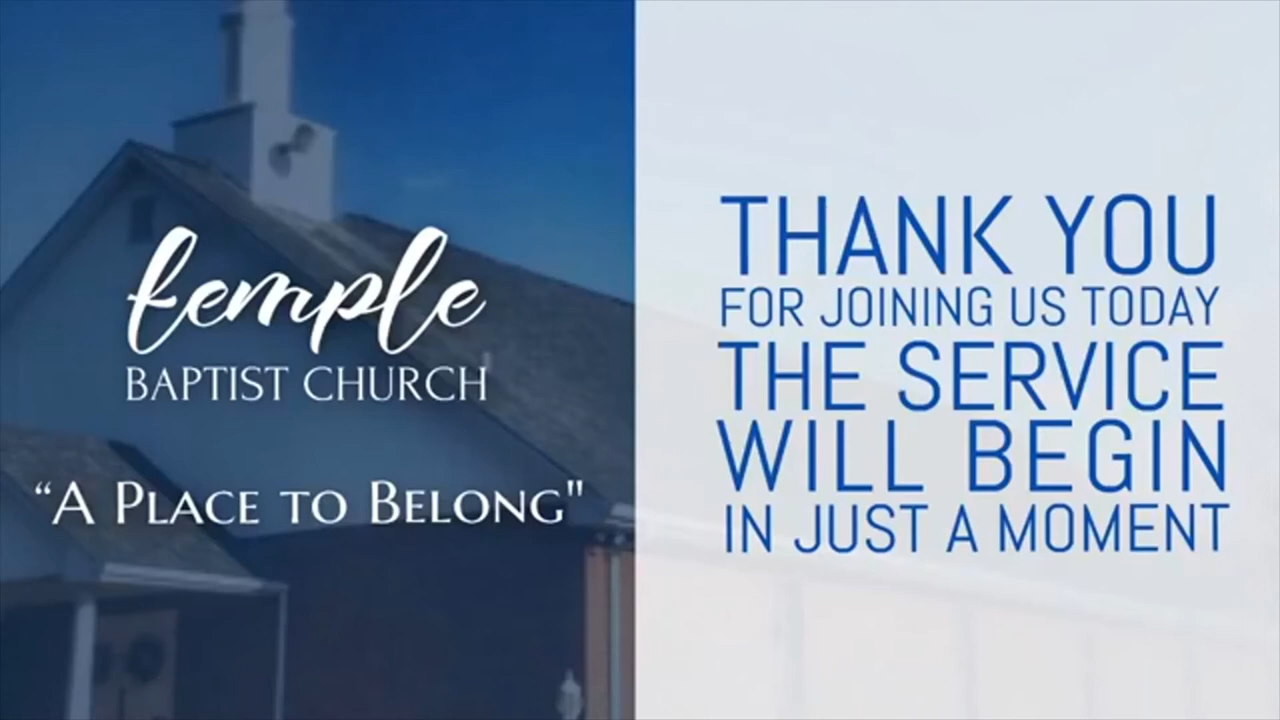 temple
BAPTIST CHURCH
“A PLACE TO BELONG"
THANK YOU
FOR JOINING US TODAY
THE SERVICE
WILL BEGIN
IN JUST A MOMENT